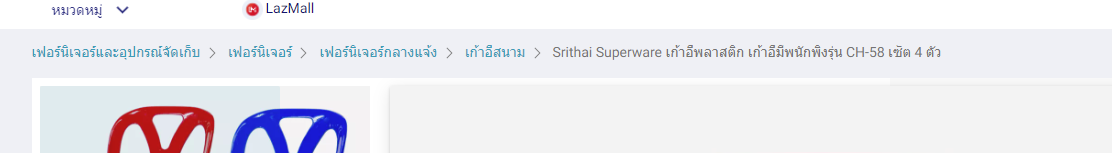 หมวดหมู่ LazMall
เฟอร์นิเจอร์และอุปกรณ์จัดเก็บ > เฟอร์นิเจอร์ > เฟอร์นิเจอร์กลางแจ้ง > เก้าอี้สนาม > Srithai Superware เก้าอี้พลาสติก เก้าอี้มีพนักพิงรุ่น CH-58 เซ็ต 4 ตัว